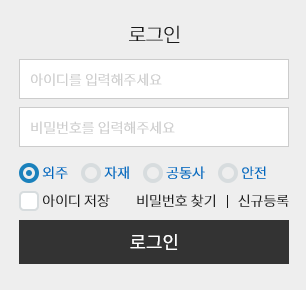 로그인
아이디를 입력해주세요
비밀번호를 입력해주세요
외주 자재 공동사 안전
아이디 저장 비밀번호 찾기 | 신규등록
로그인